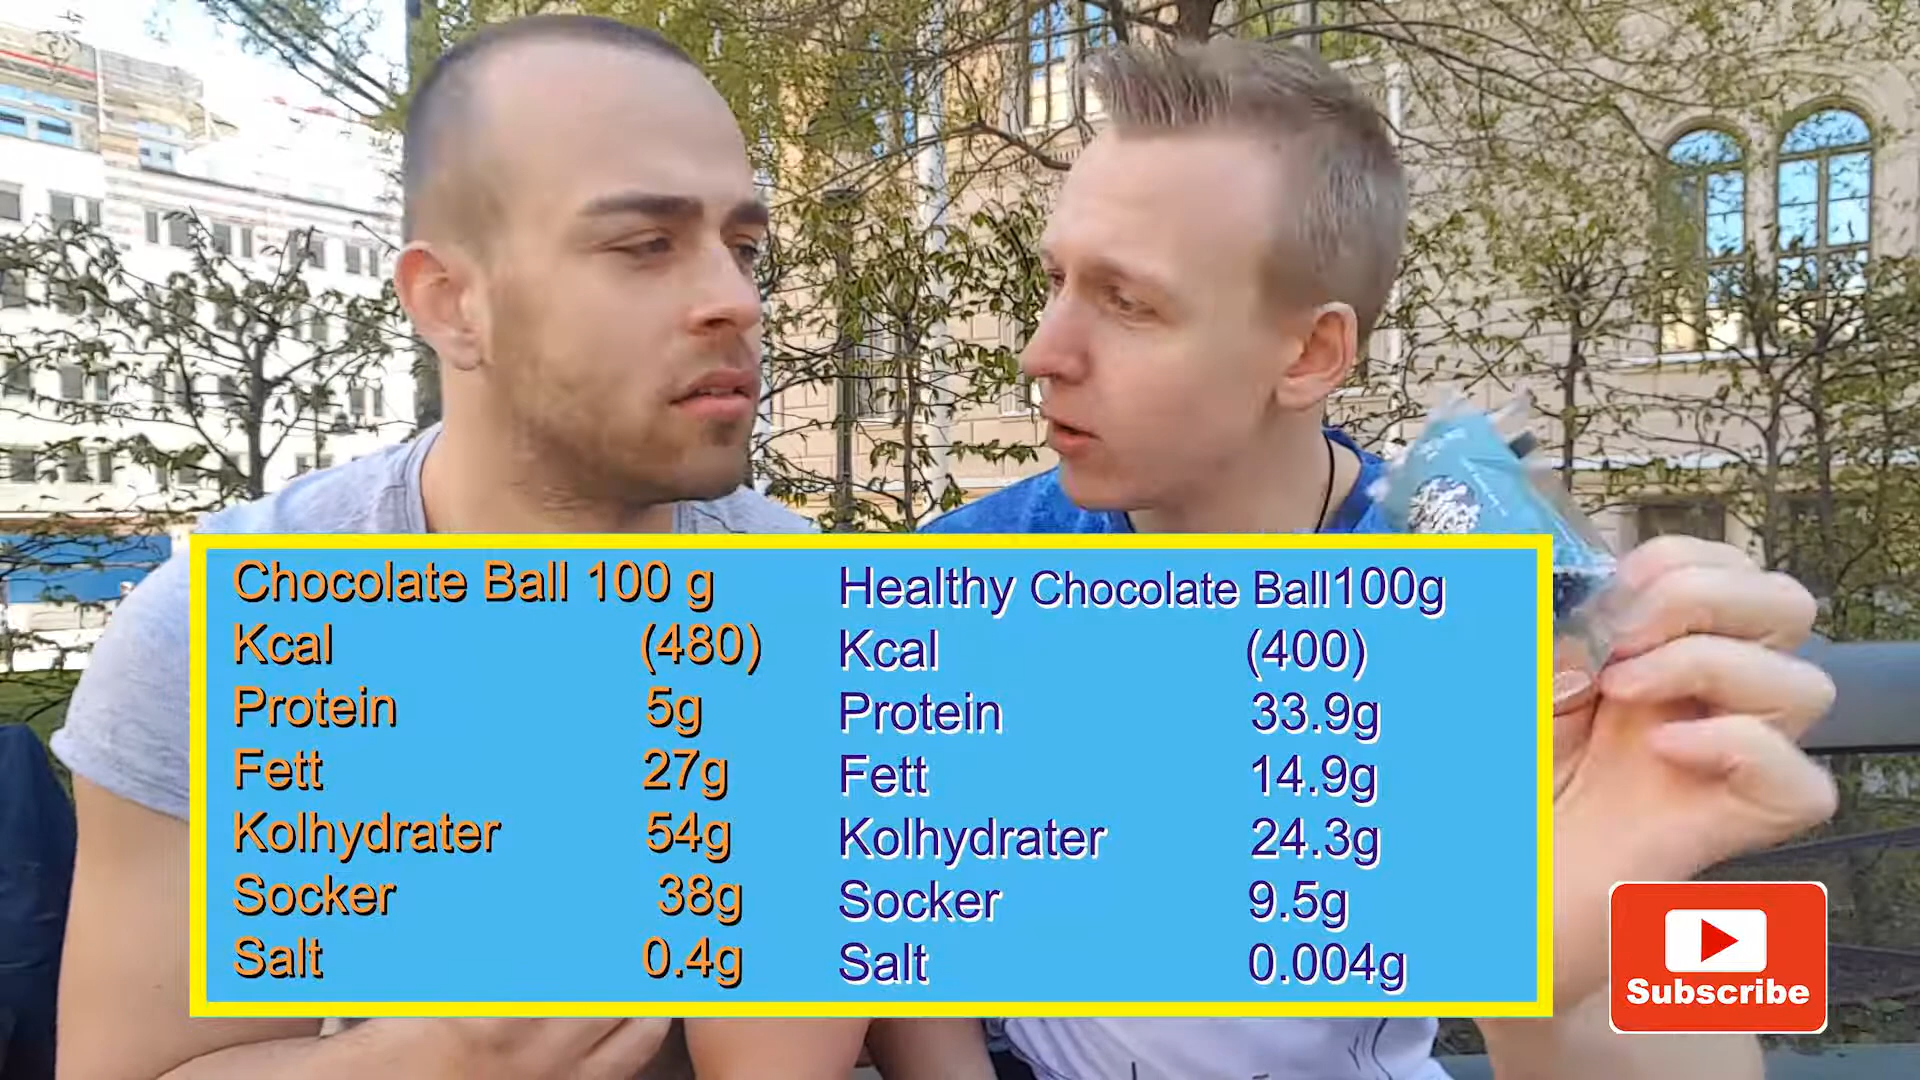 Chocolate Ball 100 g
Kcal (480)
Protein 5g
Fett 27g
Kolhydrater 54g
Socker 38g
Salt 0.4g
Healthy Chocolate Ball100g
Kcal (400)
Protein 33.9g
Fett 14.9g
Kolhydrater 24.3g
Socker 9.5g
Salt 0.004g
Subscribe